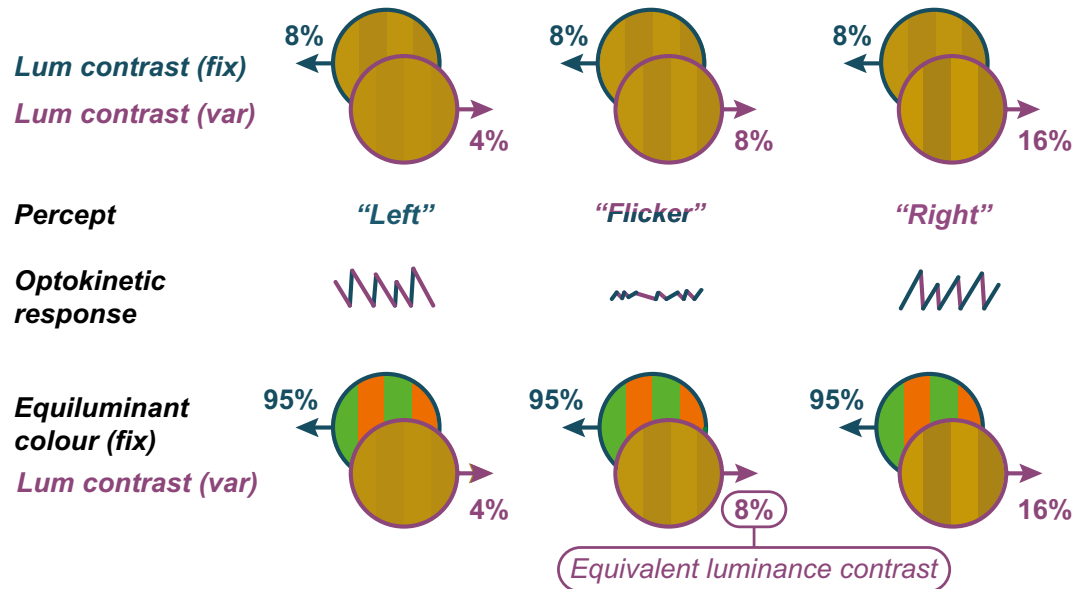 8% 8% 8%
Lum contrast (fix)
Lum contrast (var)
4% 8% 16%
Percept “Left” “Flicker” “Right”
Optokinetic
response
95% 95% 95%
Equiluminant
colour (fix)
Lum contrast (var)
4% 8% 16%
Equivalent luminance contrast